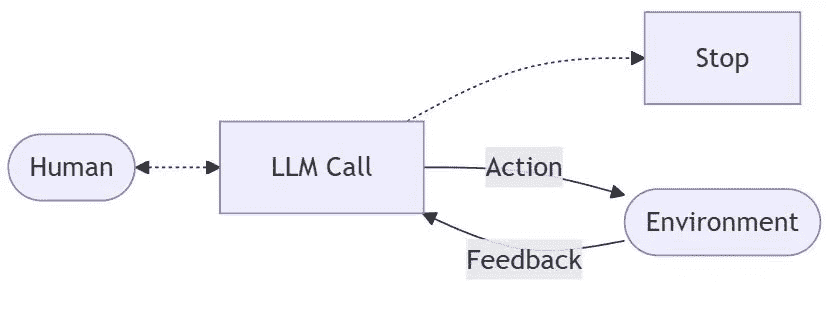 Stop
Human
LLM Call
Action
Environment
Feedback